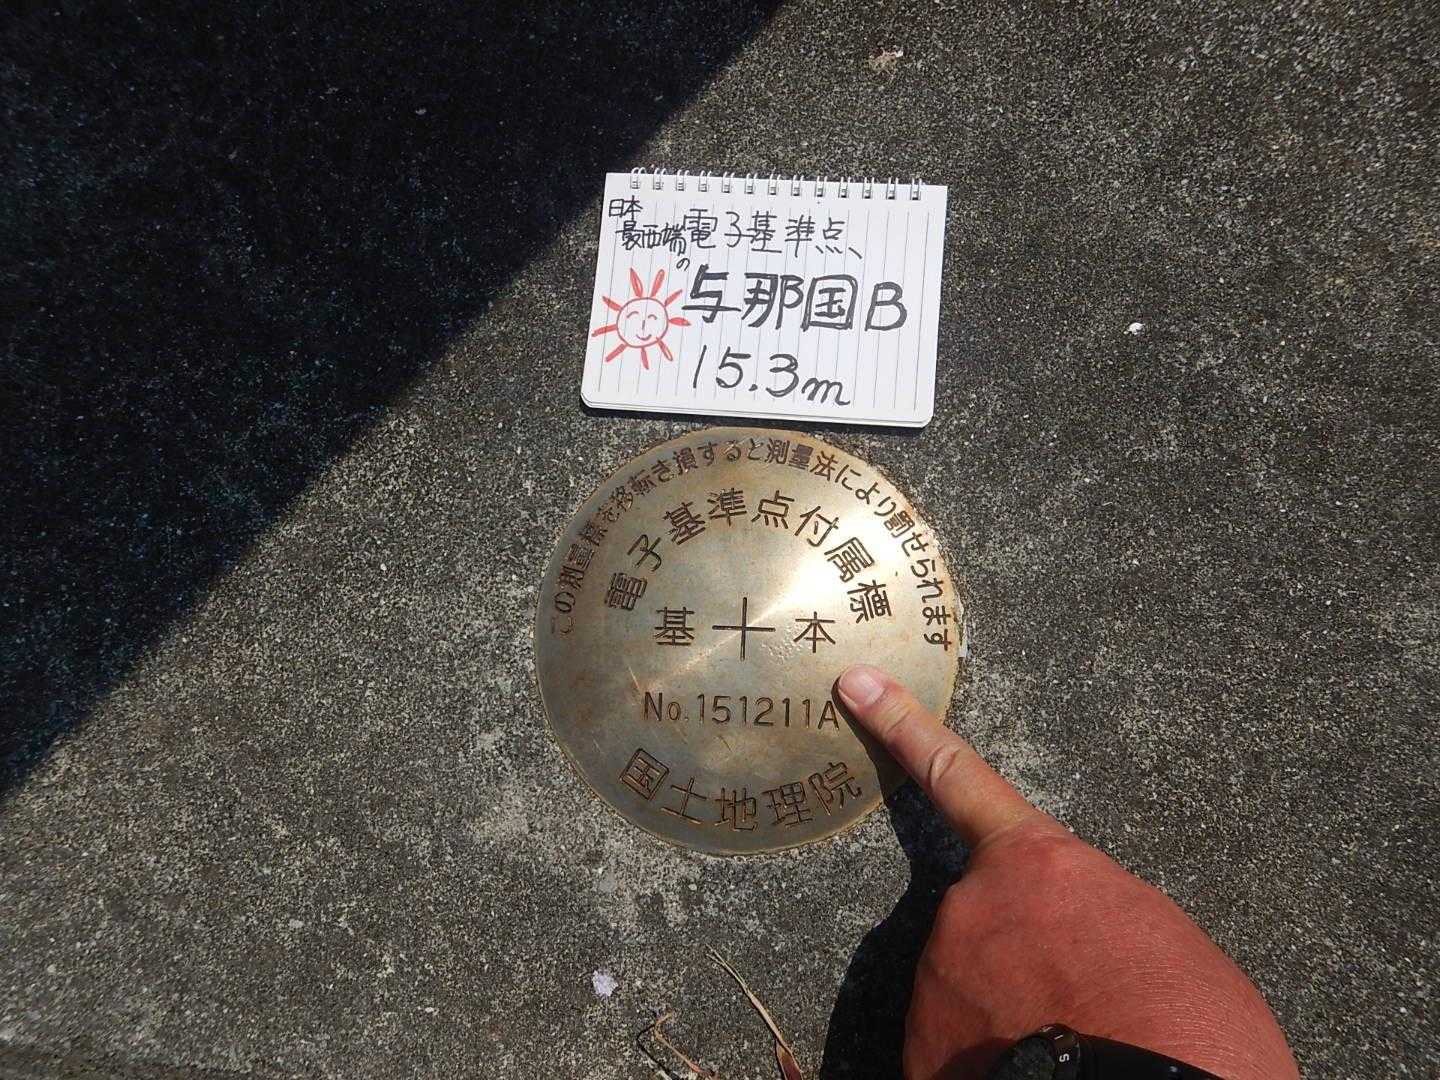 日本
最西端の
電子基準点、
与那国B
15.3m
この測量標を移転き損すると測量法により罰せられます
電子基準点付属標
基 本
No.151211A
国土地理院